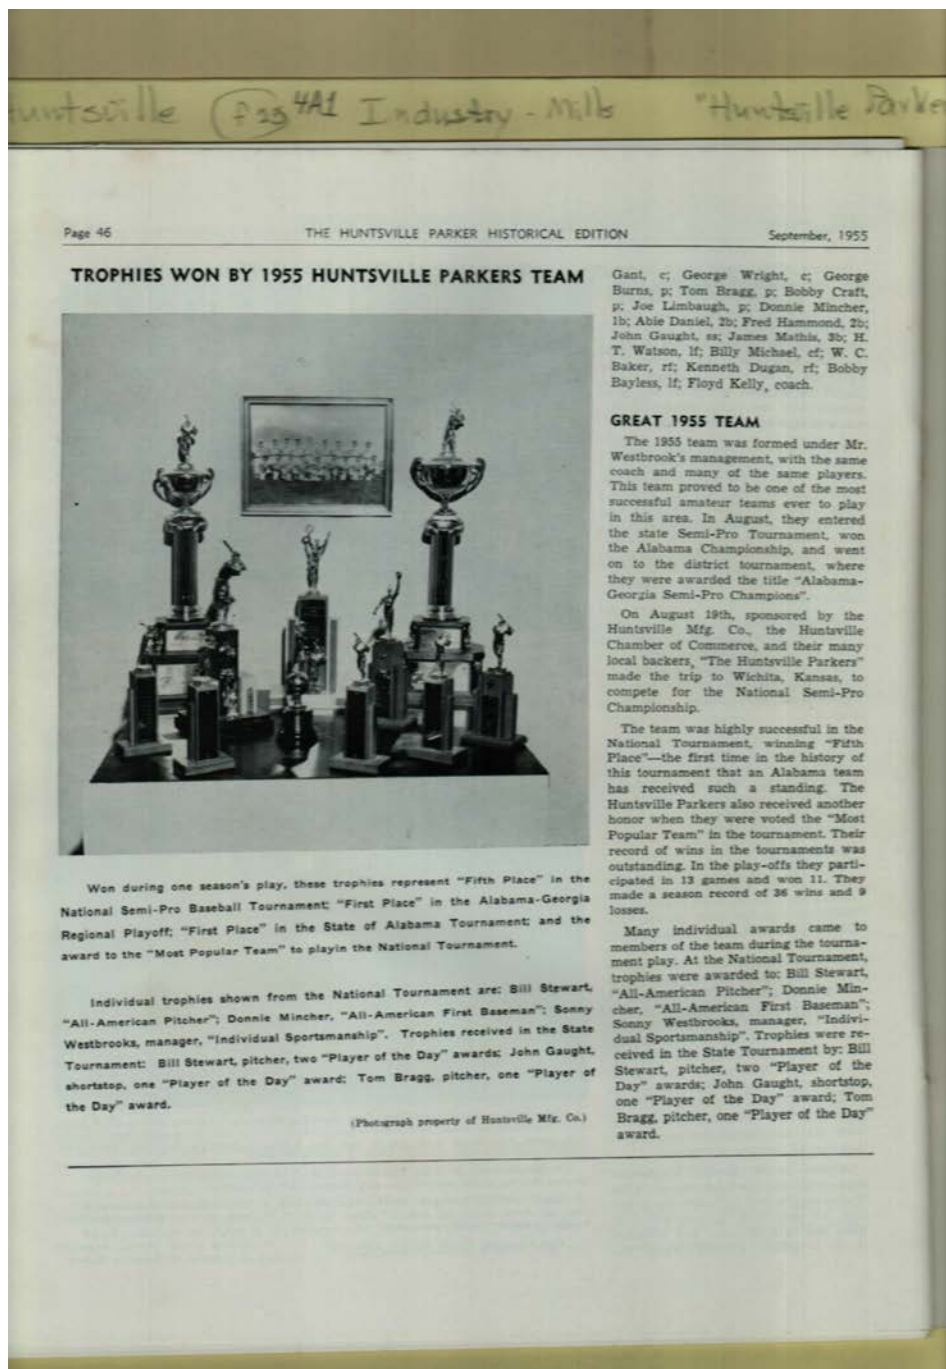 Huntsville f 23 4A1 Industry - Mills "Huntsville Parker
Page 46
THE HUNTSVILLE PARKER HISTORICAL EDITION
September, 1955
TROPHIES WON BY 1955 HUNTSVILLE PARKERS TEAM
Won during one season's play, these trophies represent "Fifth Place" in the
National Semi-Pro Baseball Tournament; "First Place" in the Alabama-Georgia
Regional Playoff; "First Place" in the State of Alabama Tournament; and the
award to the "Most Popular Team" to playin the National Tournament.
Individual trophies shown from the National Tournament are: Bill Stewart,
"All-American Pitcher"; Donnie Mincher, "All-American First Baseman"; Sonny
Westbrooks, manager, "Individual Sportsmanship". Trophies received in the State
Tournament: Bill Stewart, pitcher, two "Player of the Day" awards; John Gaught,
shortstop, one "Player of the Day" award; Tom Bragg, pitcher, one "Player of
the Day" award.
(Photograph property of Huntsville Mfg. Co.)
Gant, c; George Wright, c; George
Burns, p; Tom Bragg, p; Bobby Craft,
p; Joe Limbaugh, p; Donnie Mincher,
1b; Abie Daniel, 2b; Fred Hammond, 2b;
John Gaught, ss; James Mathis, 3b; H.
T. Watson, lf; Billy Michael, cf; W. C.
Baker, rf; Kenneth Dugan, rf; Bobby
Bayless, lf; Floyd Kelly, coach.
GREAT 1955 TEAM
The 1955 team was formed under Mr.
Westbrook's management, with the same
coach and many of the same players.
This team proved to be one of the most
successful amateur teams ever to play
in this area. In August, they entered
the state Semi-Pro Tournament, won
the Alabama Championship, and went
on to the district tournament, where
they were awarded the title "Alabama-
Georgia Semi-Pro Champions".
On August 19th, sponsored by the
Huntsville Mfg. Co., the Huntsville
Chamber of Commerce, and their many
local backers, "The Huntsville Parkers"
made the trip to Wichita, Kansas, to
compete for the National Semi-Pro
Championship.
The team was highly successful in the
National Tournament, winning "Fifth
Place"—the first time in the history of
this tournament that an Alabama team
has received such a standing. The
Huntsville Parkers also received another
honor when they were voted the "Most
Popular Team" in the tournament. Their
record of wins in the tournaments was
outstanding. In the play-offs they parti-
cipated in 13 games and won 11. They
made a season record of 36 wins and 9
losses.
Many individual awards came to
members of the team during the tourna-
ment play. At the National Tournament,
trophies were awarded to: Bill Stewart,
"All-American Pitcher"; Donnie Min-
cher, "All-American First Baseman";
Sonny Westbrooks, manager, "Indivi-
dual Sportsmanship". Trophies were re-
ceived in the State Tournament by: Bill
Stewart, pitcher, two "Player of the
Day" awards; John Gaught, shortstop,
one "Player of the Day" award; Tom
Bragg, pitcher, one "Player of the Day"
award.